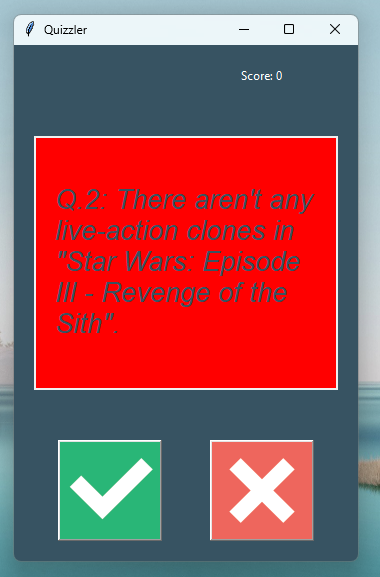 Quizzler
Score: 0
Q.2: There aren't any
live-action clones in
"Star Wars: Episode
III - Revenge of the
Sith".